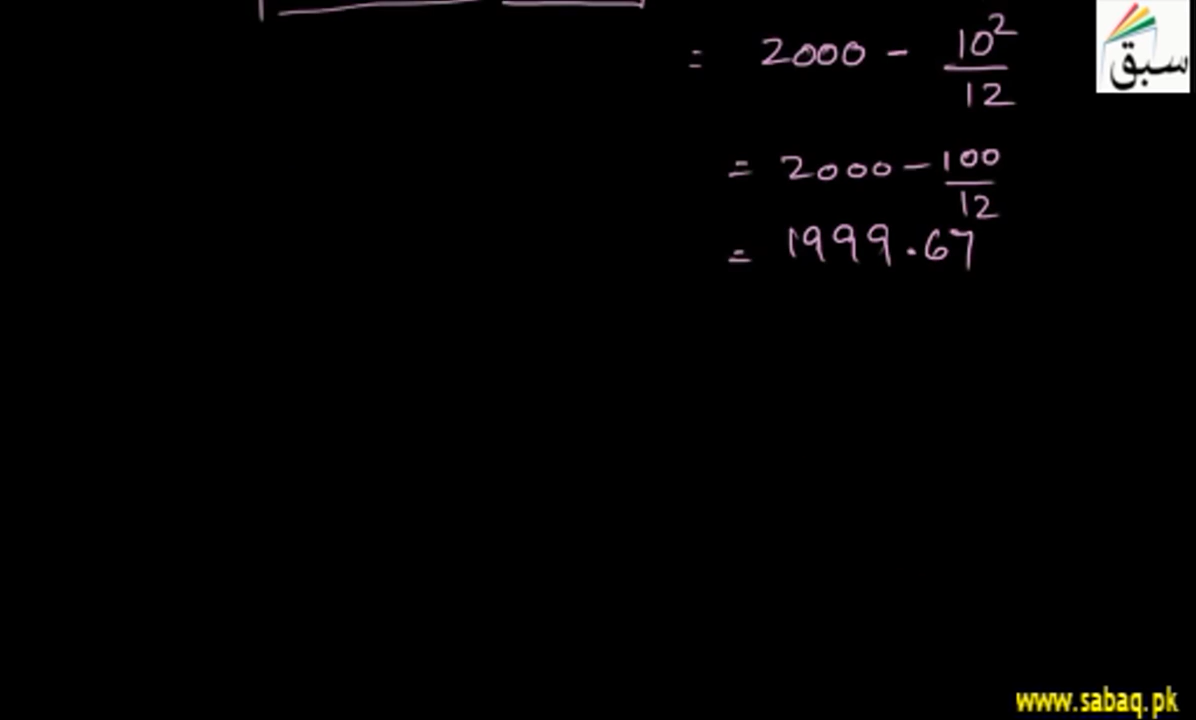 سبق
= 2000 - 10²/12
= 2000 - 100/12
= 1999.67
www.sabaq.pk